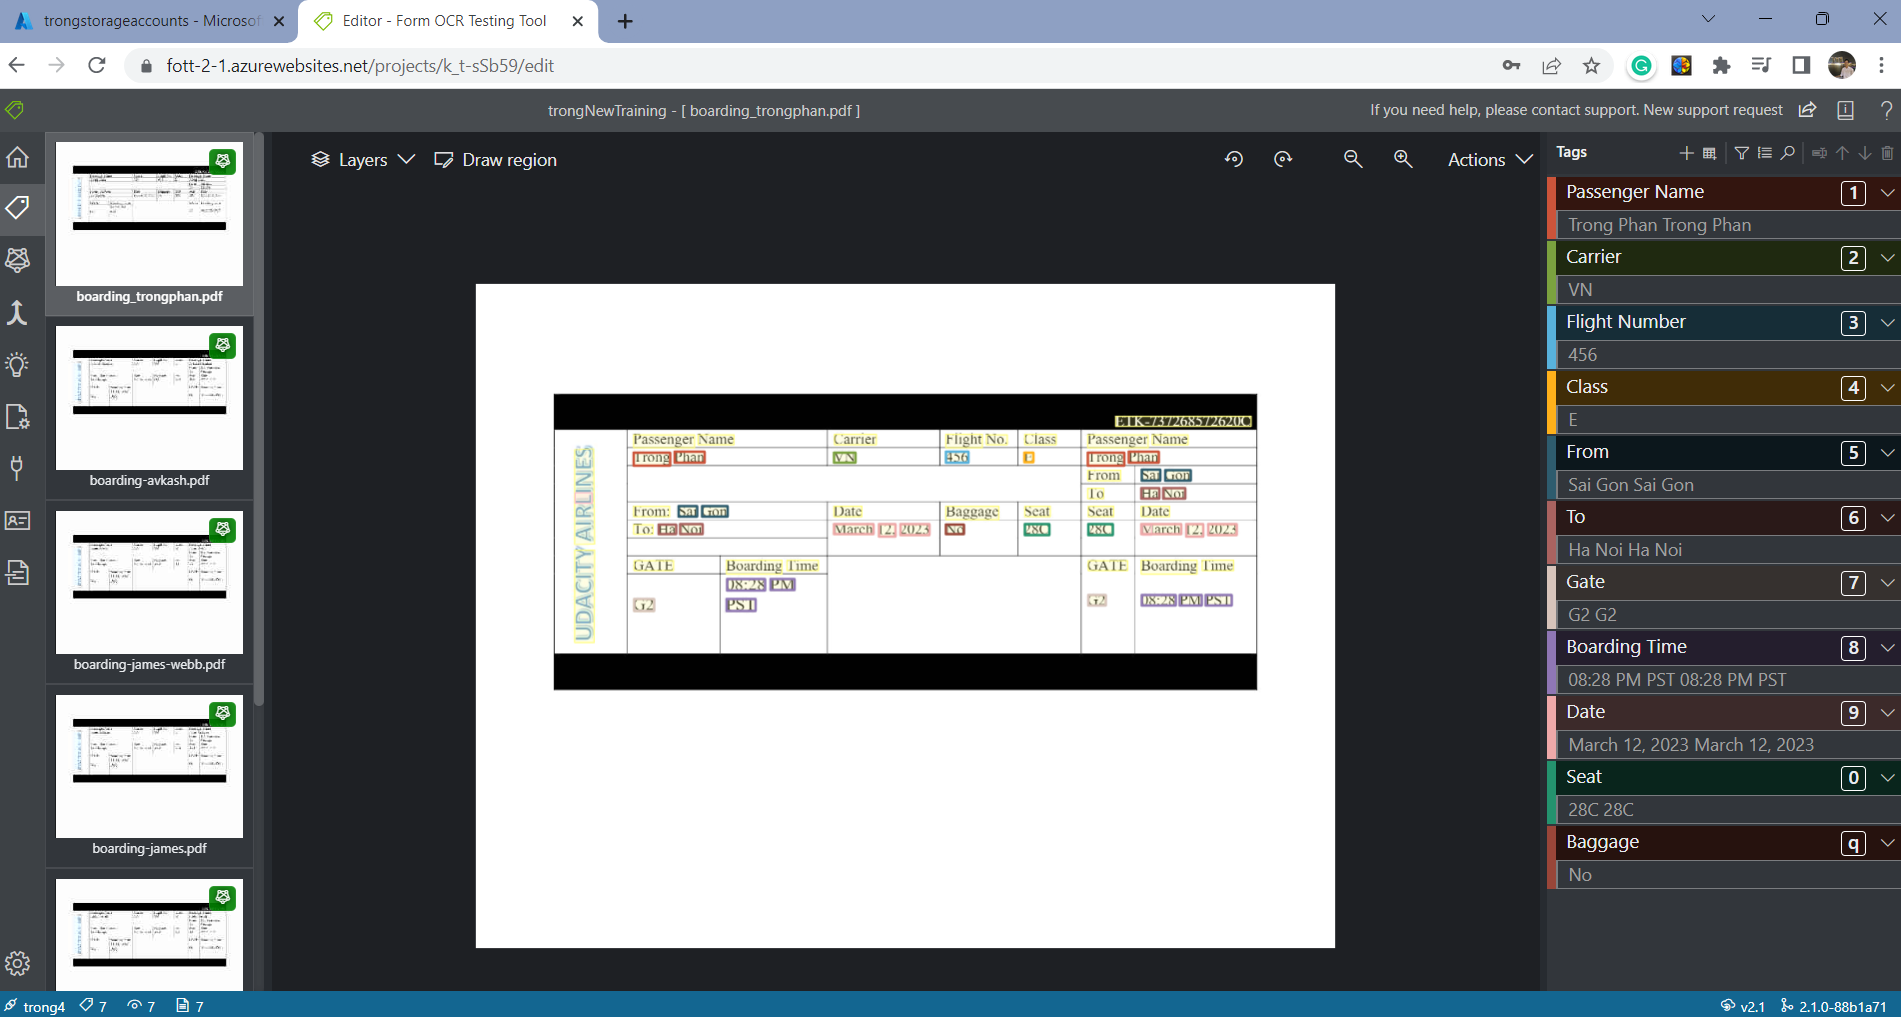 trongstorageaccounts - Microsof
Editor - Form OCR Testing Tool
fott-2-1.azurewebsites.net/projects/k_t-sSb59/edit
trongNewTraining - [ boarding_trongphan.pdf ]
If you need help, please contact support. New support request
Layers
Draw region
Actions
boarding_trongphan.pdf
boarding-avkash.pdf
boarding-james-webb.pdf
boarding-james.pdf
ETK-737268572620C
UDACITY AIRLINES
Passenger Name Carrier Flight No. Class Passenger Name
Trong Phan VN 456 E Trong Phan
From Sai Gon
To Ha Noi
From: Sai Gon Date Baggage Seat Seat Date
To: Ha Noi March 12, 2023 No 28C 28C March 12, 2023
GATE Boarding Time GATE Boarding Time
08:28 PM
G2 PST G2 08:28 PM PST
Tags
Passenger Name 1
Trong Phan Trong Phan
Carrier 2
VN
Flight Number 3
456
Class 4
E
From 5
Sai Gon Sai Gon
To 6
Ha Noi Ha Noi
Gate 7
G2 G2
Boarding Time 8
08:28 PM PST 08:28 PM PST
Date 9
March 12, 2023 March 12, 2023
Seat 0
28C 28C
Baggage q
No
trong4 7 7 7
v2.1 2.1.0-88b1a71